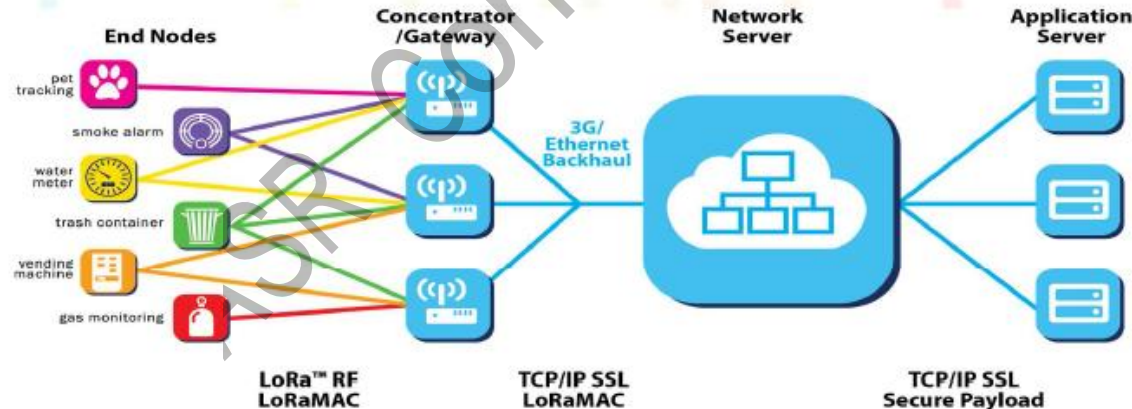 End Nodes
Concentrator
/Gateway
Network
Server
Application
Server
pet
tracking
smoke alarm
water
meter
trash container
vending
machine
gas monitoring
3G/
Ethernet
Backhaul
LoRa™ RF
LoRaMAC
TCP/IP SSL
LoRaMAC
TCP/IP SSL
Secure Payload
ASR